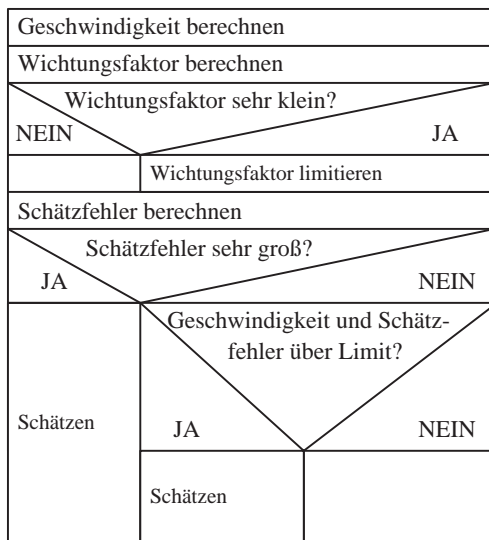 Geschwindigkeit berechnen
Wichtungsfaktor berechnen
Wichtungsfaktor sehr klein?
NEIN
JA
Wichtungsfaktor limitieren
Schätzfehler berechnen
Schätzfehler sehr groß?
JA
NEIN
Geschwindigkeit und Schätz-
fehler über Limit?
Schätzen
JA
NEIN
Schätzen